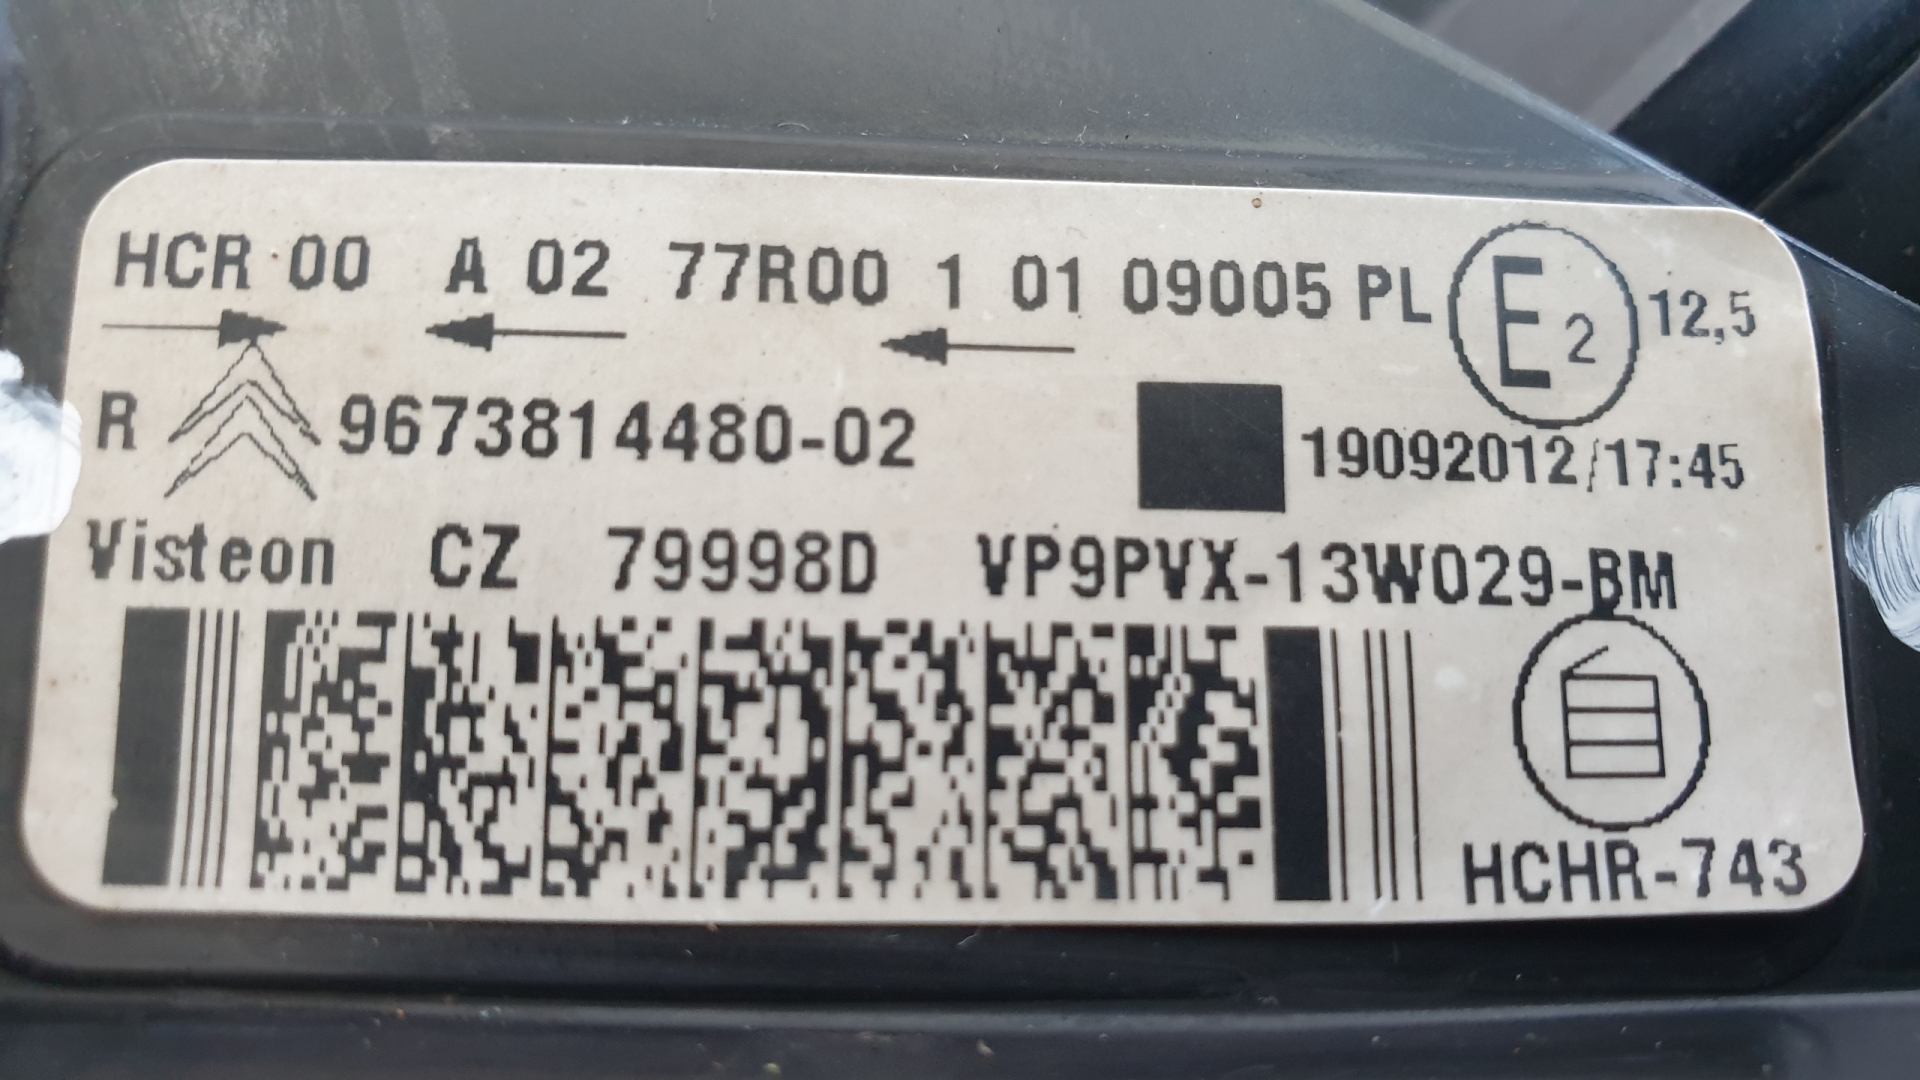 HCR 00 A 02 77R00 1 01 09005 PL E2 12,5
R 9673814480-02 19092012/17:45
Visteon CZ 79998D VP9PVX-13W029-BM
HCHR-743